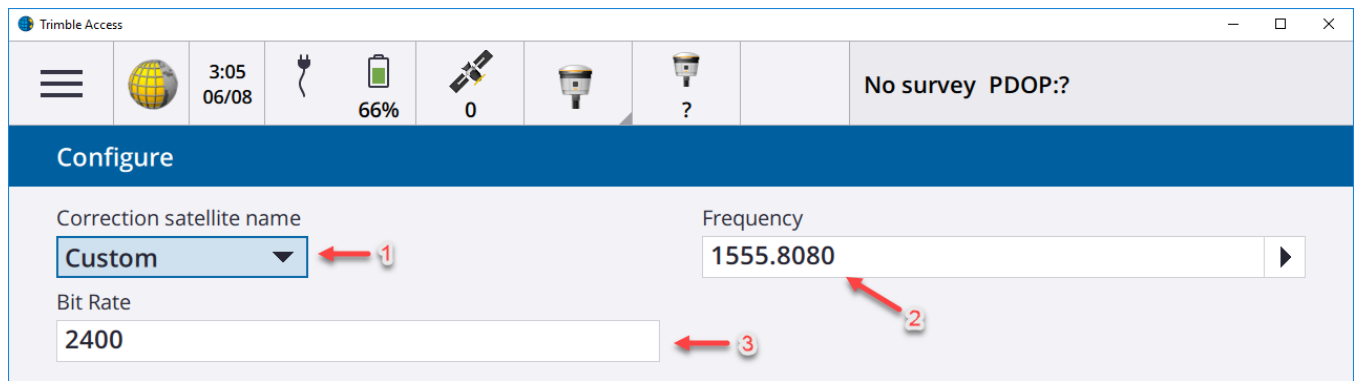 Trimble Access
3:05
06/08
66%
0
?
No survey PDOP:?
Configure
Correction satellite name
Custom
1
Frequency
1555.8080
2
Bit Rate
2400
3